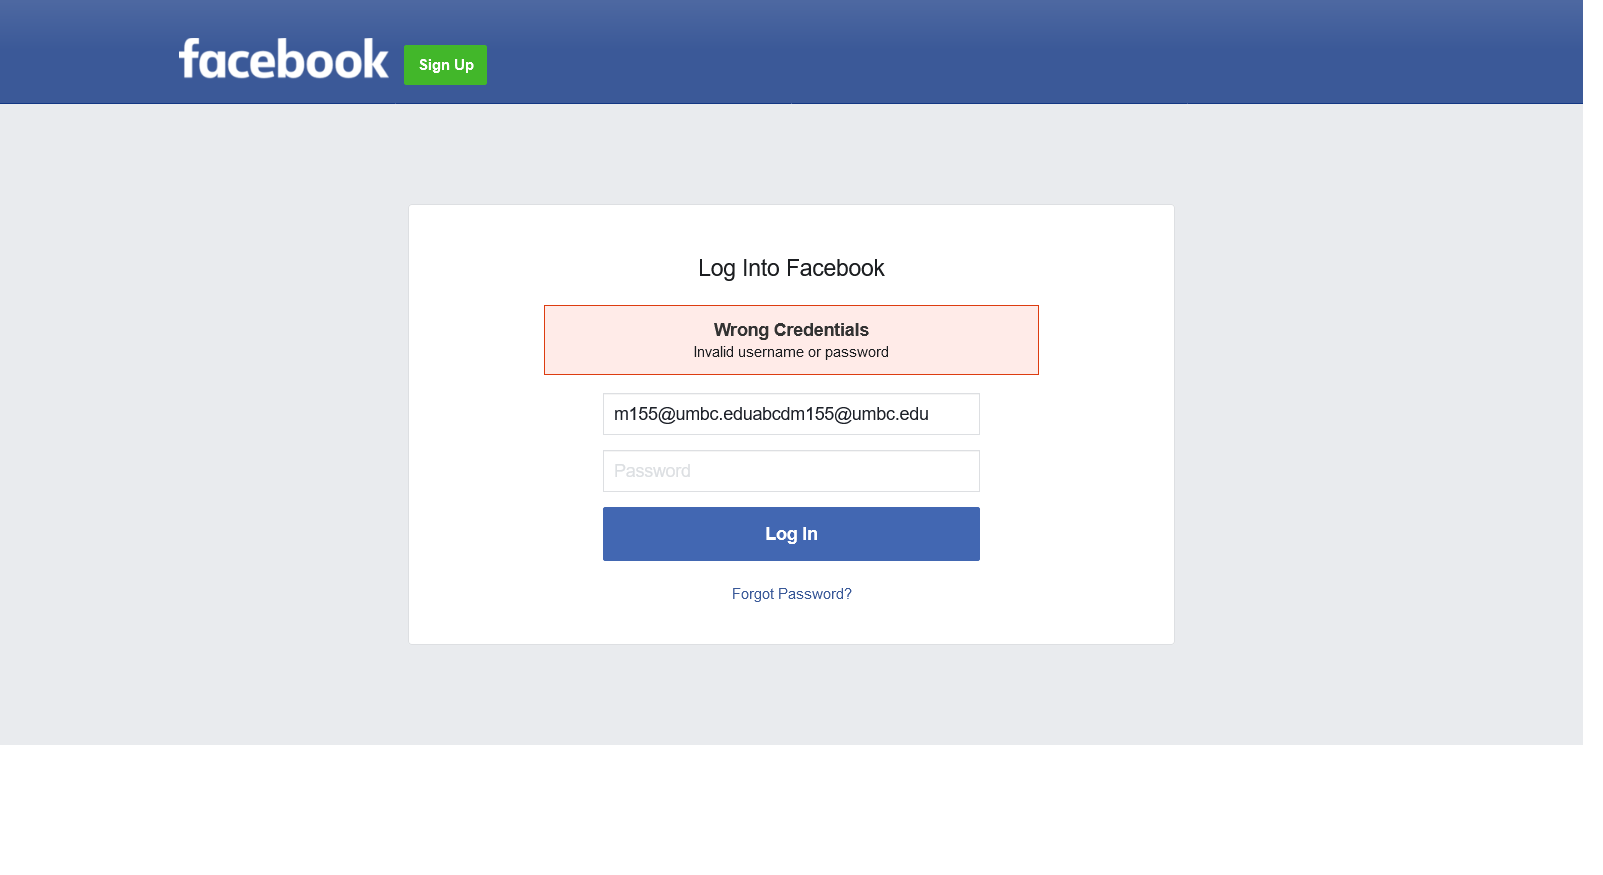 facebook Sign Up
Log Into Facebook
Wrong Credentials
Invalid username or password
m155@umbc.eduabcdm155@umbc.edu
Password
Log In
Forgot Password?